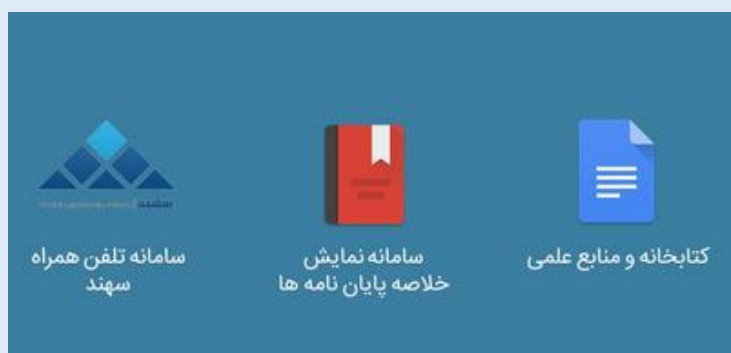 کتابخانه و منابع علمی
سامانه نمایش
خلاصه پایان نامه ها
سامانه تلفن همراه
سهند